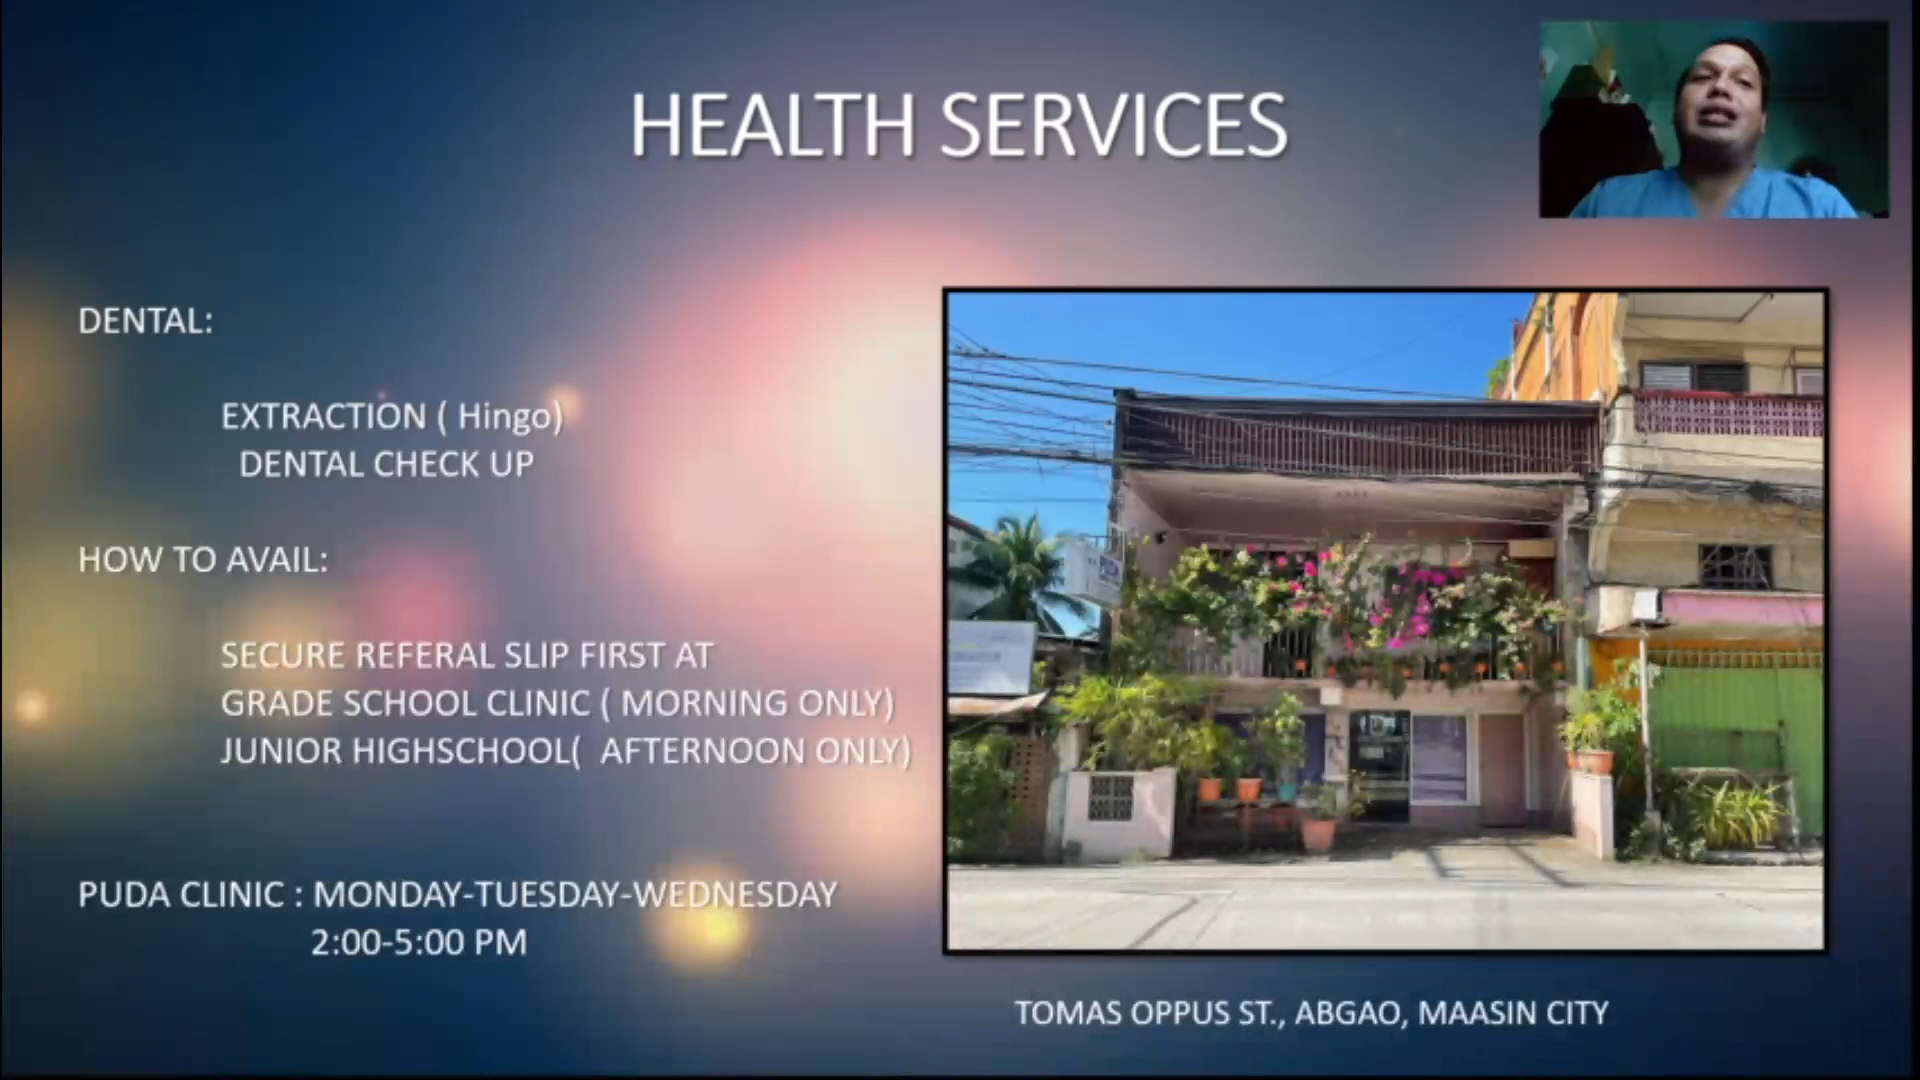 HEALTH SERVICES
DENTAL:
EXTRACTION ( Hingo)
DENTAL CHECK UP
HOW TO AVAIL:
SECURE REFERAL SLIP FIRST AT
GRADE SCHOOL CLINIC ( MORNING ONLY)
JUNIOR HIGHSCHOOL( AFTERNOON ONLY)
PUDA CLINIC : MONDAY-TUESDAY-WEDNESDAY
2:00-5:00 PM
TOMAS OPPUS ST., ABGAO, MAASIN CITY